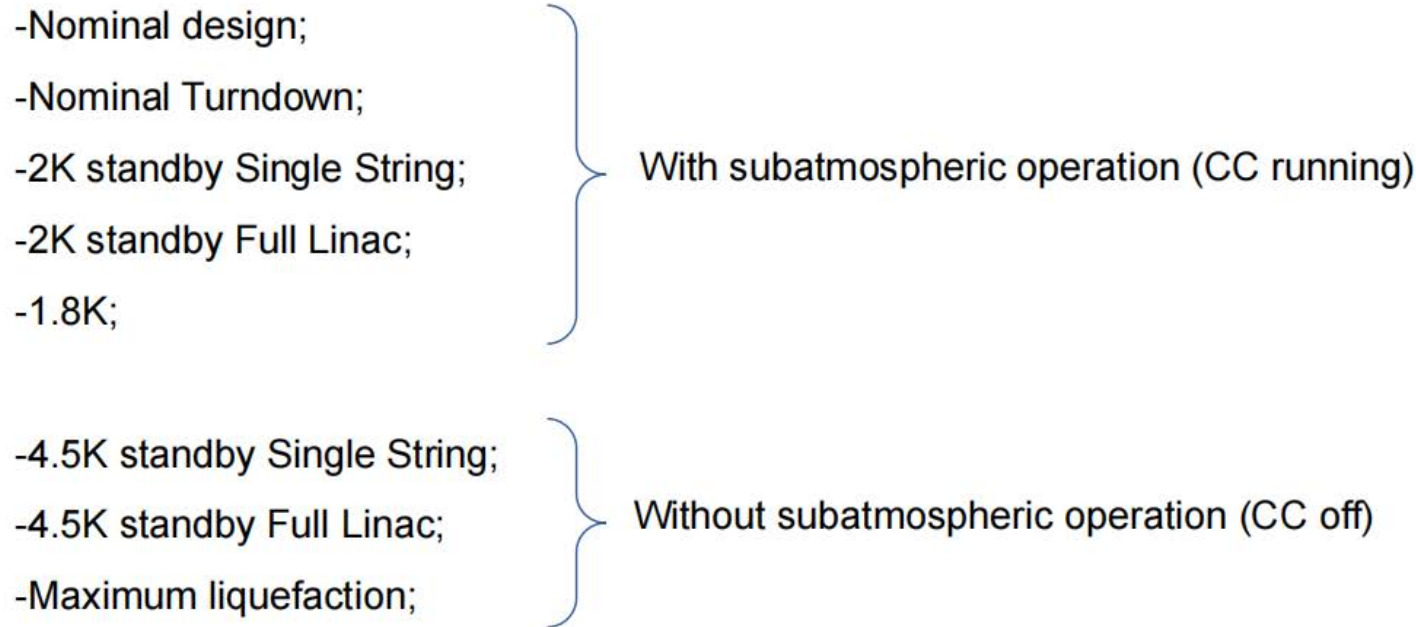 -Nominal design;
-Nominal Turndown;
-2K standby Single String;
-2K standby Full Linac;
-1.8K;
With subatmospheric operation (CC running)
-4.5K standby Single String;
-4.5K standby Full Linac;
-Maximum liquefaction;
Without subatmospheric operation (CC off)